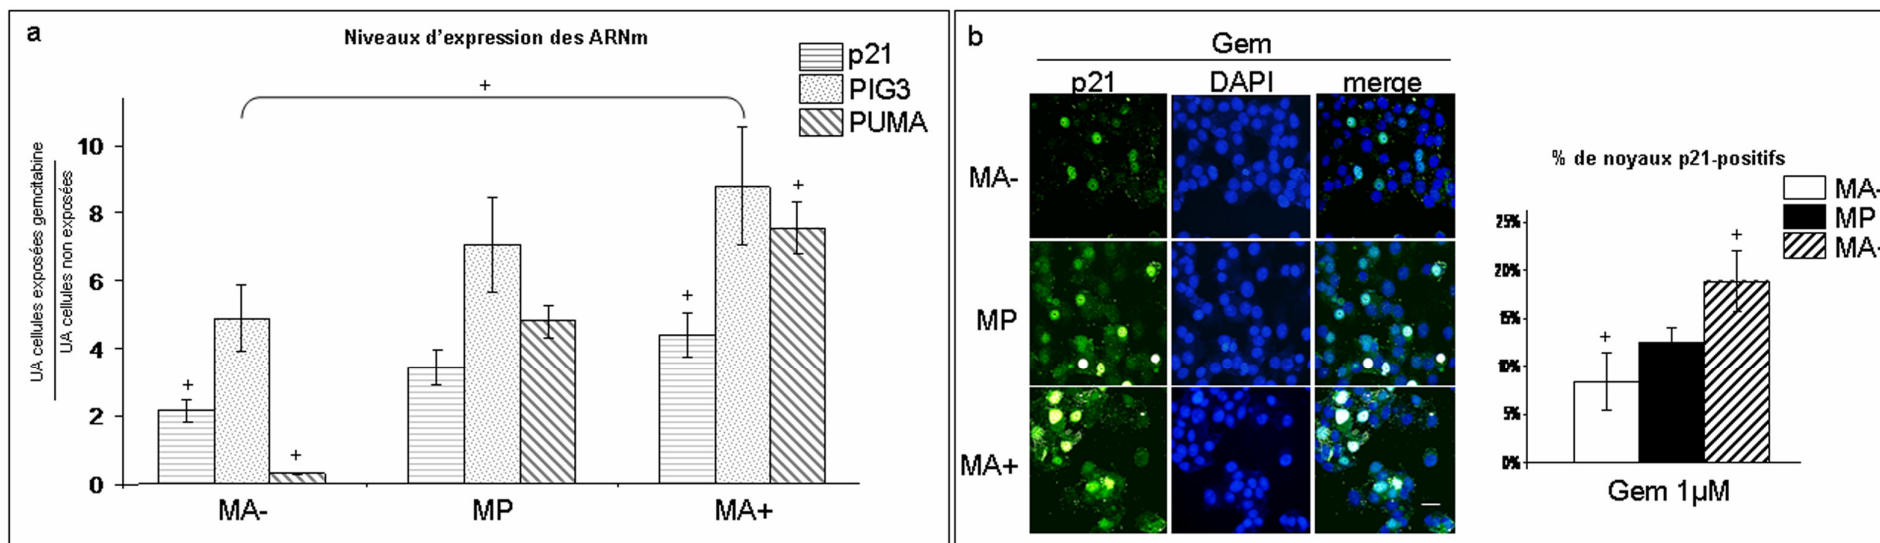 a
Niveaux d'expression des ARNm
p21
PIG3
PUMA
+
UA cellules exposées gemcitabine
UA cellules non exposées
10
8
6
4
2
0
+
+
+
+
MA-
MP
MA+
b
Gem
p21 DAPI merge
MA-
MP
MA+
% de noyaux p21-positifs
MA-
MP
MA-
25%
20%
15%
10%
5%
0%
+
+
Gem 1µM